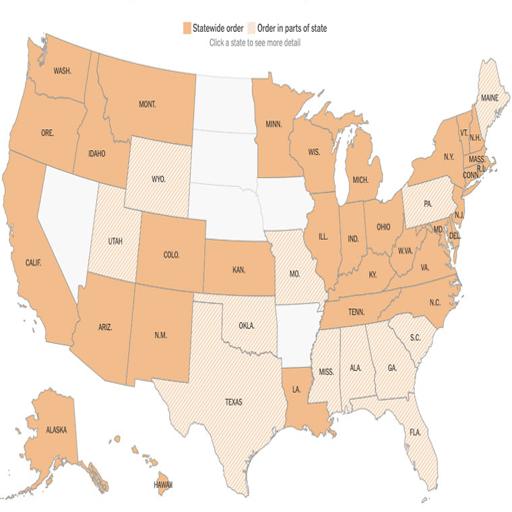 Statewide order Order in parts of state
Click a state to see more detail
WASH.
MONT.
ORE.
IDAHO
WYO.
MINN.
WIS.
MICH.
MAINE
VT.
N.H.
N.Y.
MASS.
R.I.
CONN.
PA.
N.J.
UTAH
COLO.
CALIF.
KAN.
MO.
ILL.
IND.
OHIO
W.VA.
MD.
DEL.
KY.
VA.
TENN.
N.C.
ARIZ.
N.M.
OKLA.
S.C.
MISS.
ALA.
GA.
TEXAS
LA.
FLA.
ALASKA
HAWAII